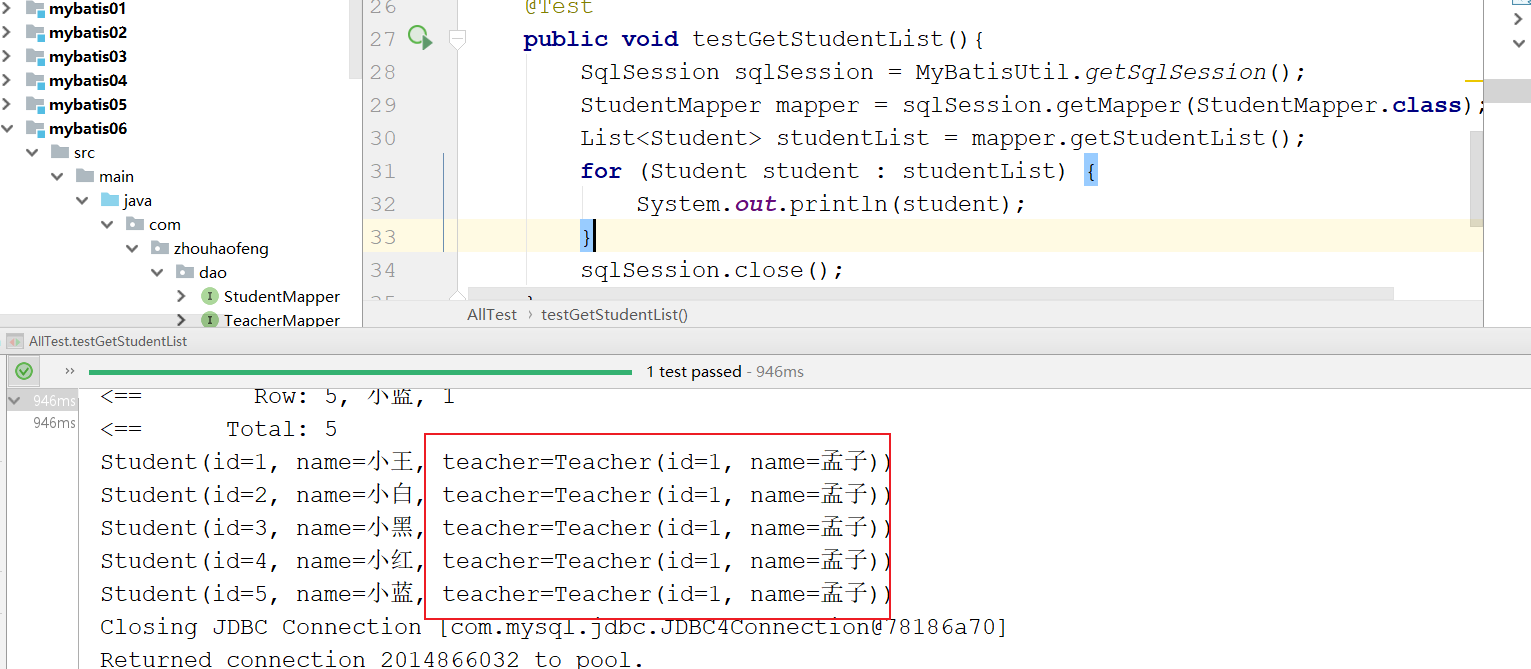 mybatis01
mybatis02
mybatis03
mybatis04
mybatis05
mybatis06
src
main
java
com
zhouhaofeng
dao
StudentMapper
TeacherMapper
26 @Test
27 public void testGetStudentList(){
28 SqlSession sqlSession = MyBatisUtil.getSqlSession();
29 StudentMapper mapper = sqlSession.getMapper(StudentMapper.class);
30 List<Student> studentList = mapper.getStudentList();
31 for (Student student : studentList) {
32 System.out.println(student);
33 }
34 sqlSession.close();
AllTest › testGetStudentList()
AllTest.testGetStudentList
1 test passed - 946ms
946ms
946ms
<== Row: 5, 小蓝, 1
<== Total: 5
Student(id=1, name=小王, teacher=Teacher(id=1, name=孟子))
Student(id=2, name=小白, teacher=Teacher(id=1, name=孟子))
Student(id=3, name=小黑, teacher=Teacher(id=1, name=孟子))
Student(id=4, name=小红, teacher=Teacher(id=1, name=孟子))
Student(id=5, name=小蓝, teacher=Teacher(id=1, name=孟子))
Closing JDBC Connection [com.mysql.jdbc.JDBC4Connection@78186a70]
Returned connection 2014866032 to pool.